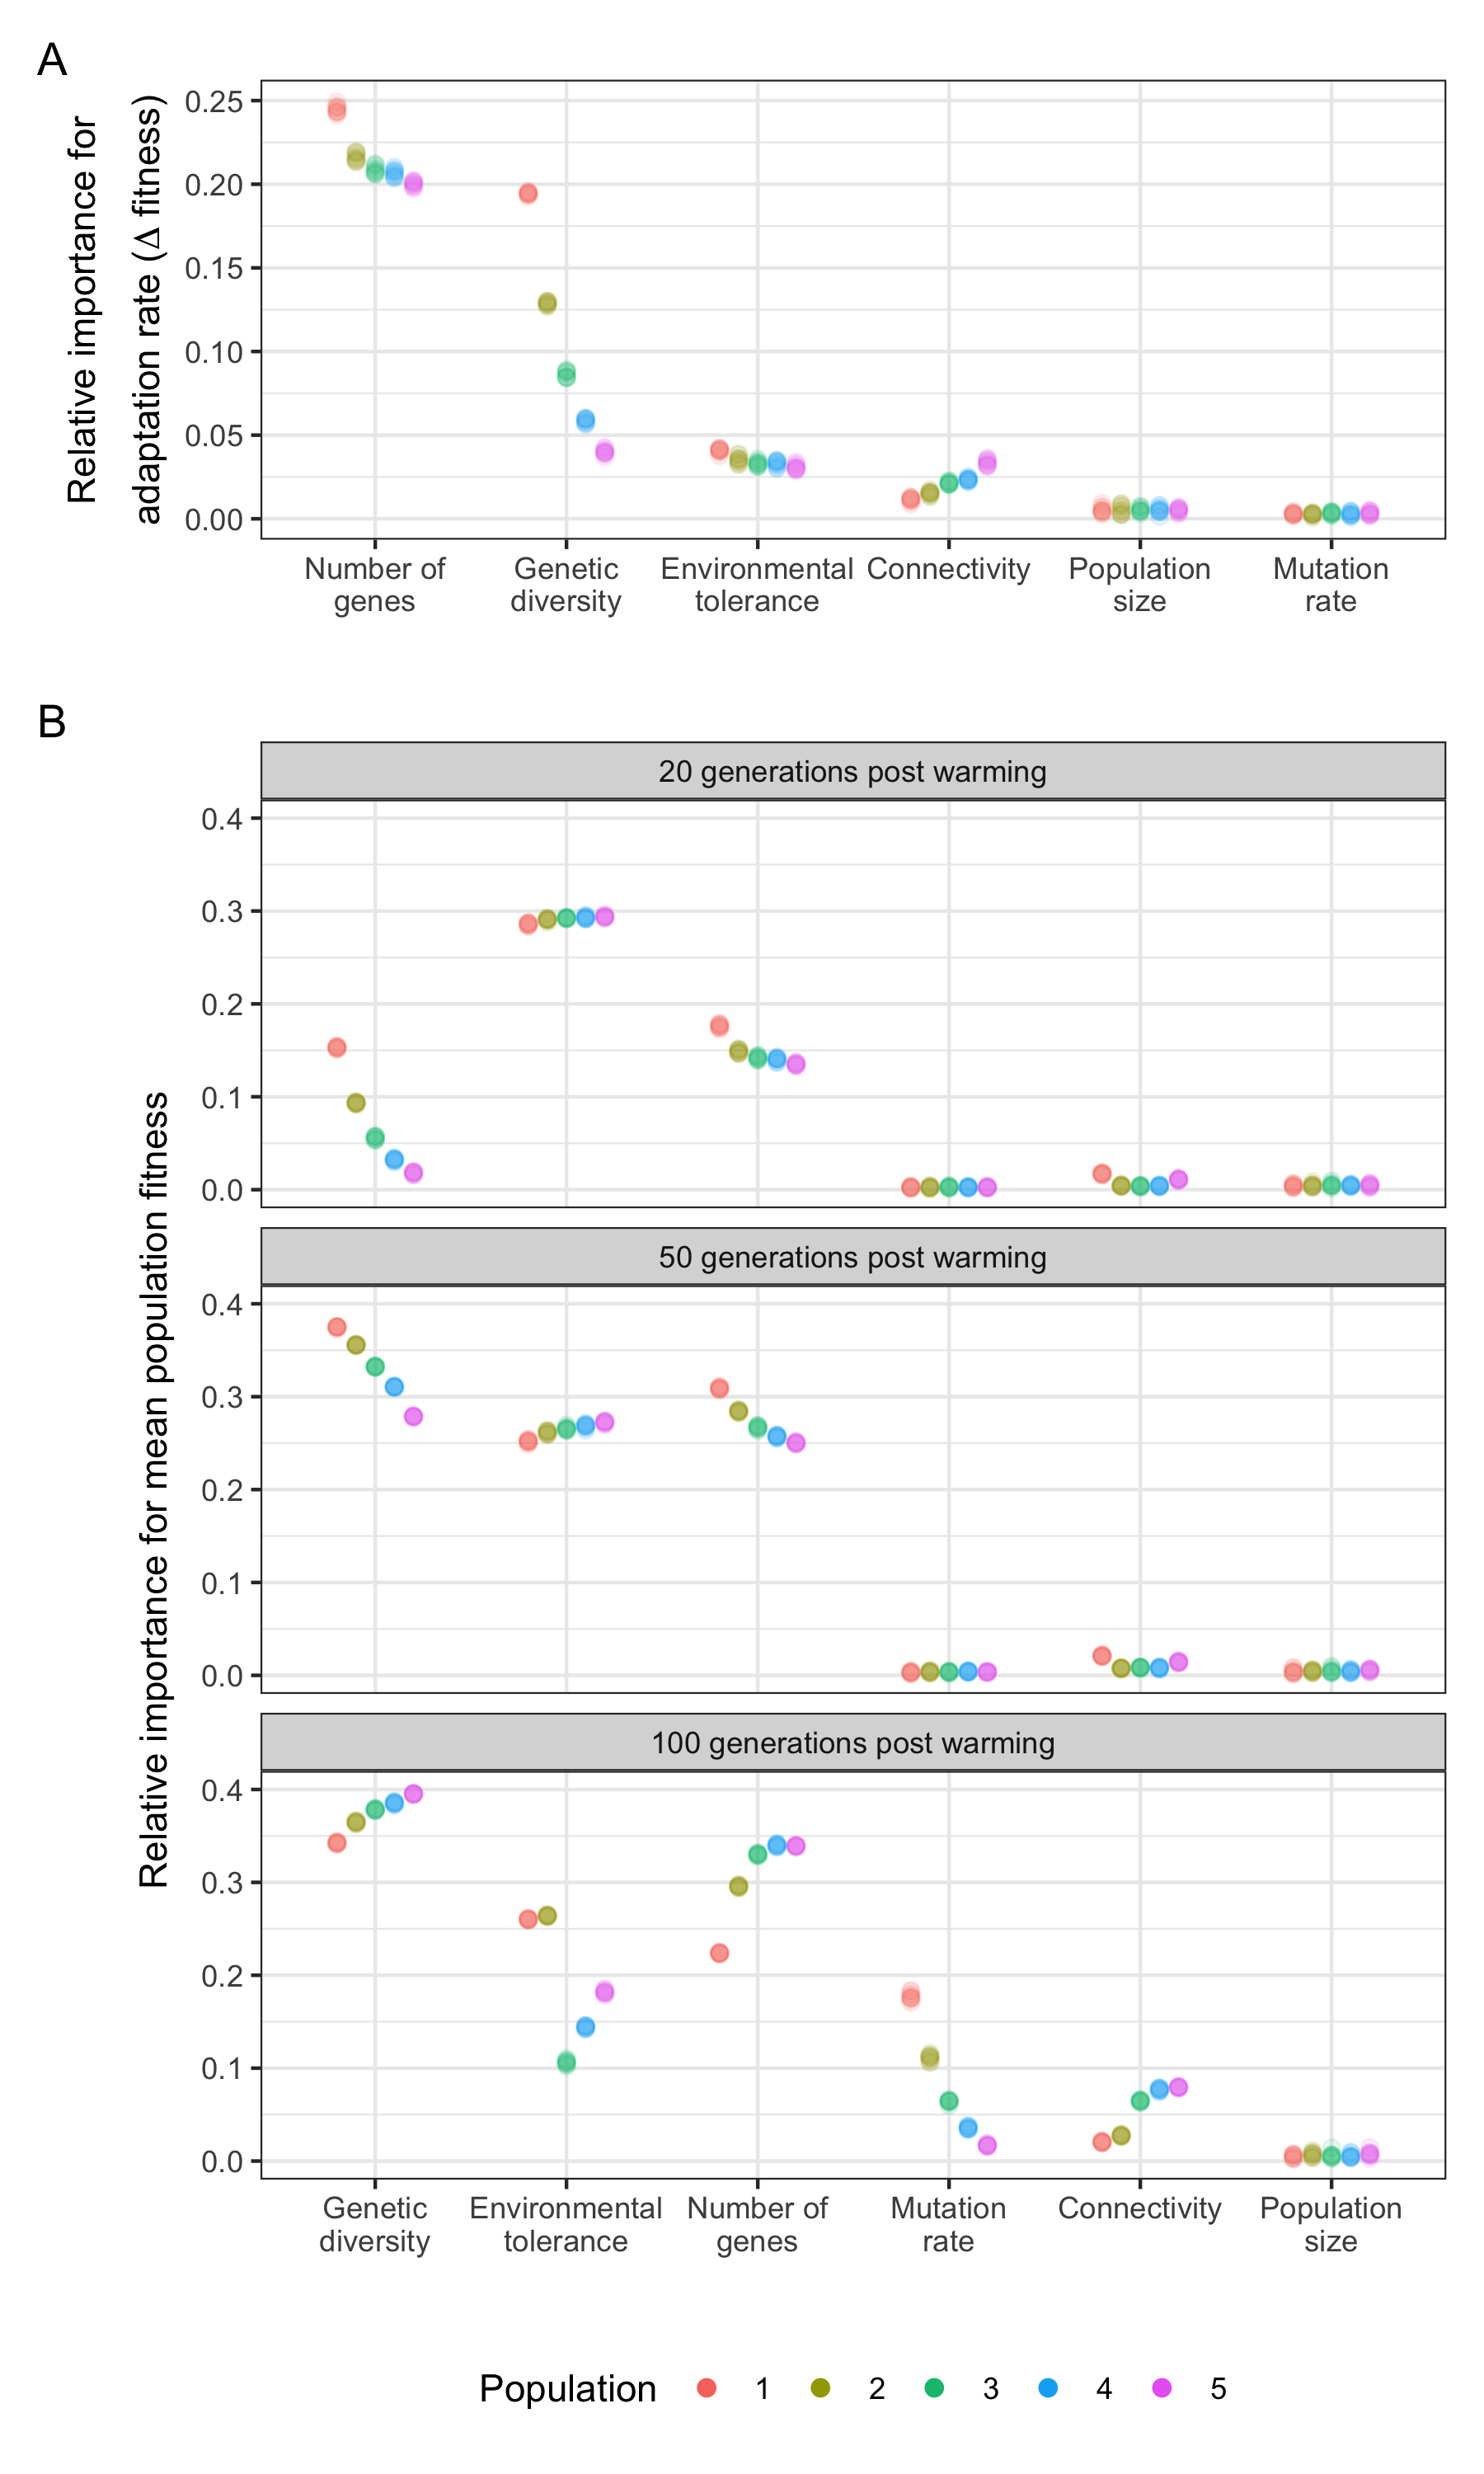 A
Relative importance for
adaptation rate (Δ fitness)
0.25
0.20
0.15
0.10
0.05
0.00
Number of
genes
Genetic
diversity
Environmental
tolerance
Connectivity
Population
size
Mutation
rate
B
Relative importance for mean population fitness
20 generations post warming
0.4
0.3
0.2
0.1
0.0
50 generations post warming
0.4
0.3
0.2
0.1
0.0
100 generations post warming
0.4
0.3
0.2
0.1
0.0
Genetic
diversity
Environmental
tolerance
Number of
genes
Mutation
rate
Connectivity
Population
size
Population 1 2 3 4 5